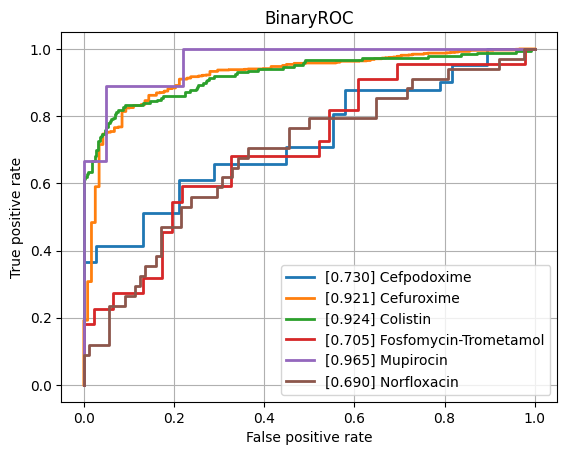 BinaryROC
True positive rate
1.0
0.8
0.6
0.4
0.2
0.0
[0.730] Cefpodoxime
[0.921] Cefuroxime
[0.924] Colistin
[0.705] Fosfomycin-Trometamol
[0.965] Mupirocin
[0.690] Norfloxacin
0.0 0.2 0.4 0.6 0.8 1.0
False positive rate